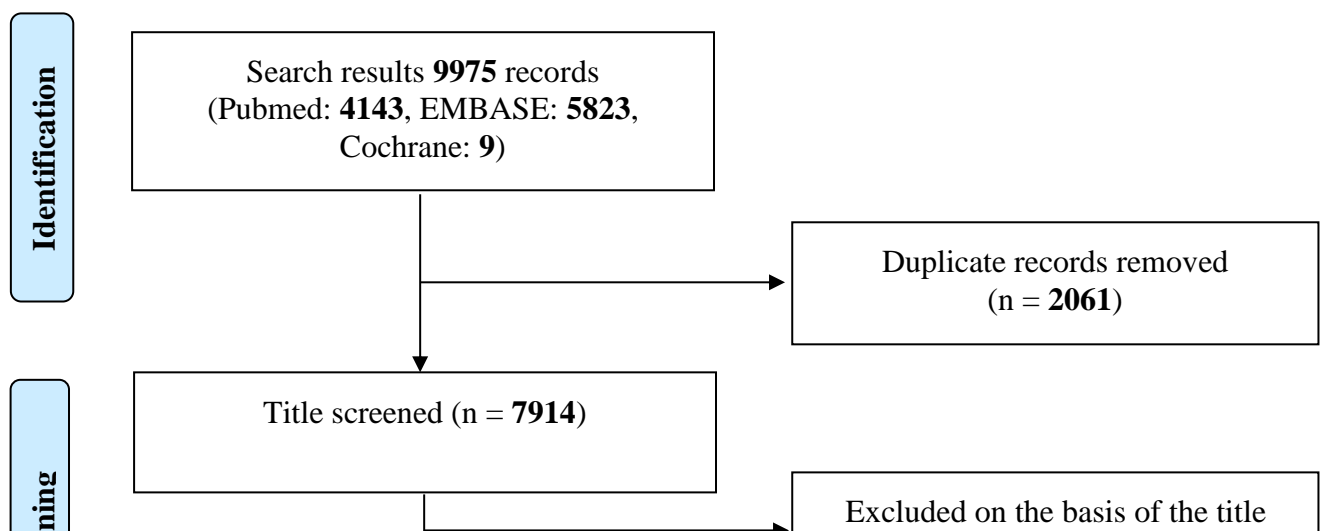 Identification
Search results 9975 records
(Pubmed: 4143, EMBASE: 5823,
Cochrane: 9)
Duplicate records removed
(n = 2061)
Title screened (n = 7914)
ning
Excluded on the basis of the title